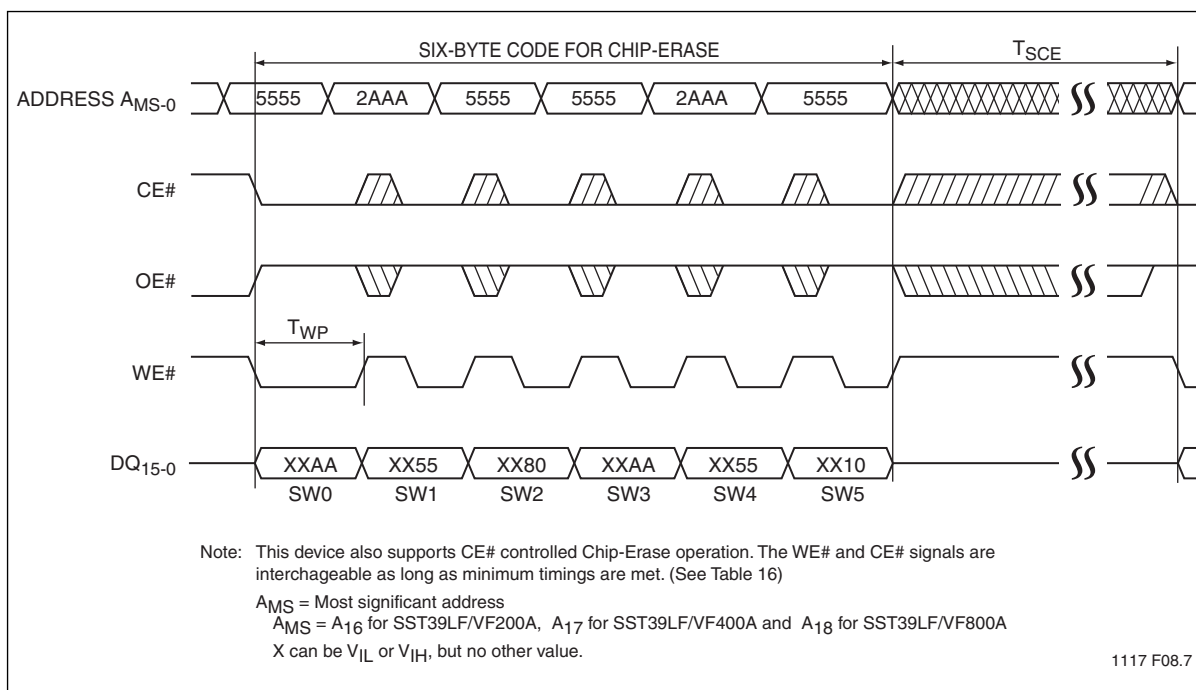 SIX-BYTE CODE FOR CHIP-ERASE TSCE
ADDRESS AMS-0 5555 2AAA 5555 5555 2AAA 5555
CE#
OE#
TWP
WE#
DQ15-0 XXAA XX55 XX80 XXAA XX55 XX10
SW0 SW1 SW2 SW3 SW4 SW5
Note: This device also supports CE# controlled Chip-Erase operation. The WE# and CE# signals are
interchageable as long as minimum timings are met. (See Table 16)
AMS = Most significant address
AMS = A16 for SST39LF/VF200A, A17 for SST39LF/VF400A and A18 for SST39LF/VF800A
X can be VIL or VIH, but no other value.
1117 F08.7